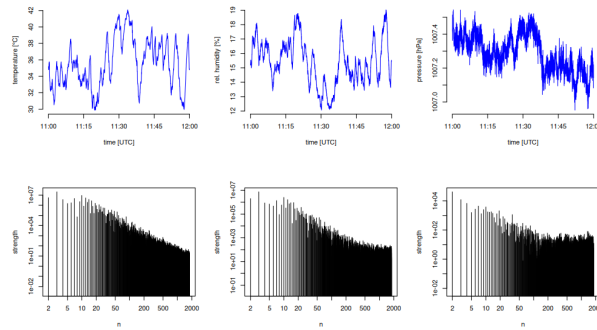 temperature [°C]
30
32
34
36
38
40
42
11:00
11:15
11:30
11:45
12:00
time [UTC]
rel. humidity [%]
12
13
14
15
16
17
18
19
11:00
11:15
11:30
11:45
12:00
time [UTC]
pressure [hPa]
1007.0
1007.2
1007.4
11:00
11:15
11:30
11:45
12:00
time [UTC]
strength
1e-02
1e+01
1e+04
1e+07
2
5
10
20
50
200
500
2000
n
strength
1e-03
1e-01
1e+01
1e+03
1e+05
1e+07
2
5
10
20
50
200
500
2000
n
strength
1e-02
1e+00
1e+02
1e+04
2
5
10
20
50
200
500
2000
n